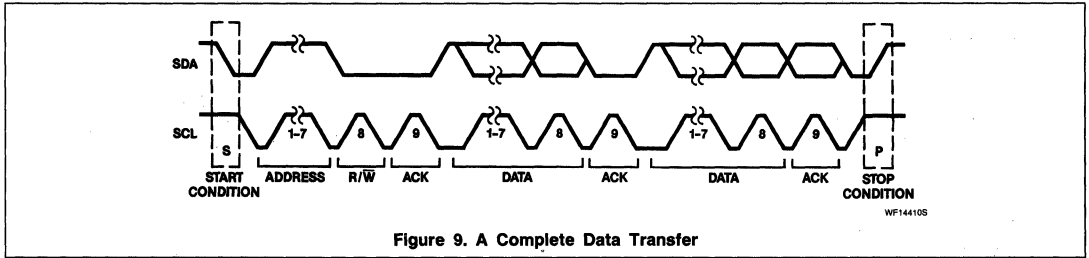 SDA
SCL
1–7 8 9 1–7 8 9 1–7 8 9
S P
START CONDITION
ADDRESS R/W̅ ACK DATA ACK DATA ACK
STOP CONDITION
WF14410S
Figure 9. A Complete Data Transfer